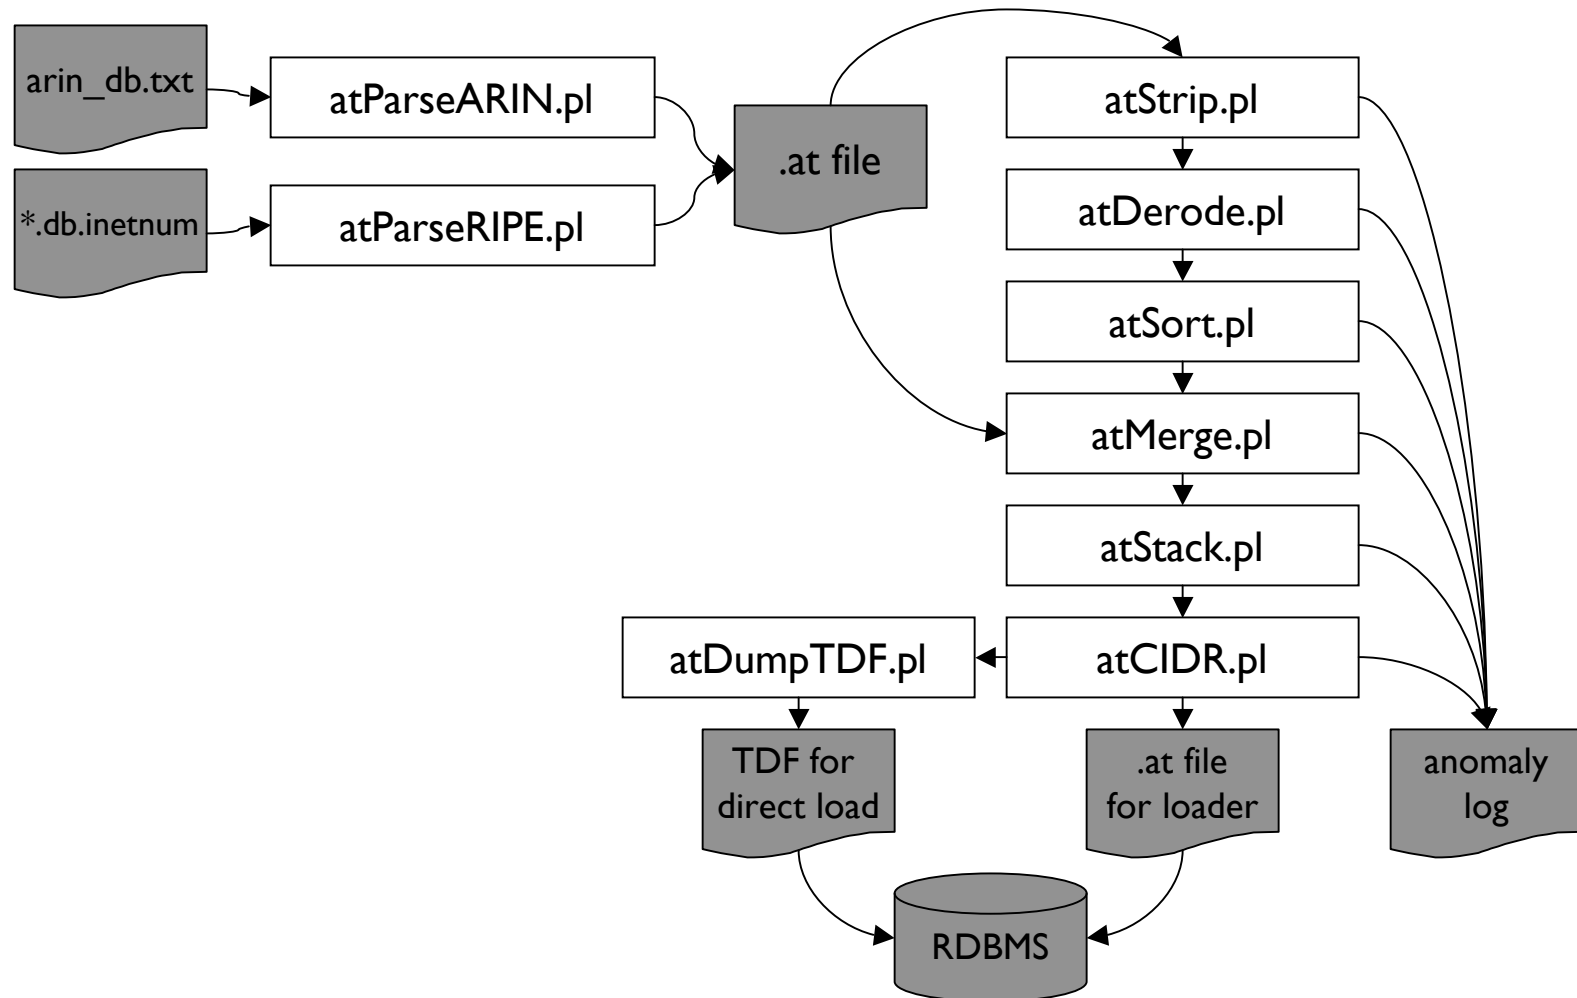 arin_db.txt
atParseARIN.pl
*.db.inetnum
atParseRIPE.pl
.at file
atStrip.pl
atDerode.pl
atSort.pl
atMerge.pl
atStack.pl
atDumpTDF.pl
atCIDR.pl
TDF for
direct load
.at file
for loader
anomaly
log
RDBMS